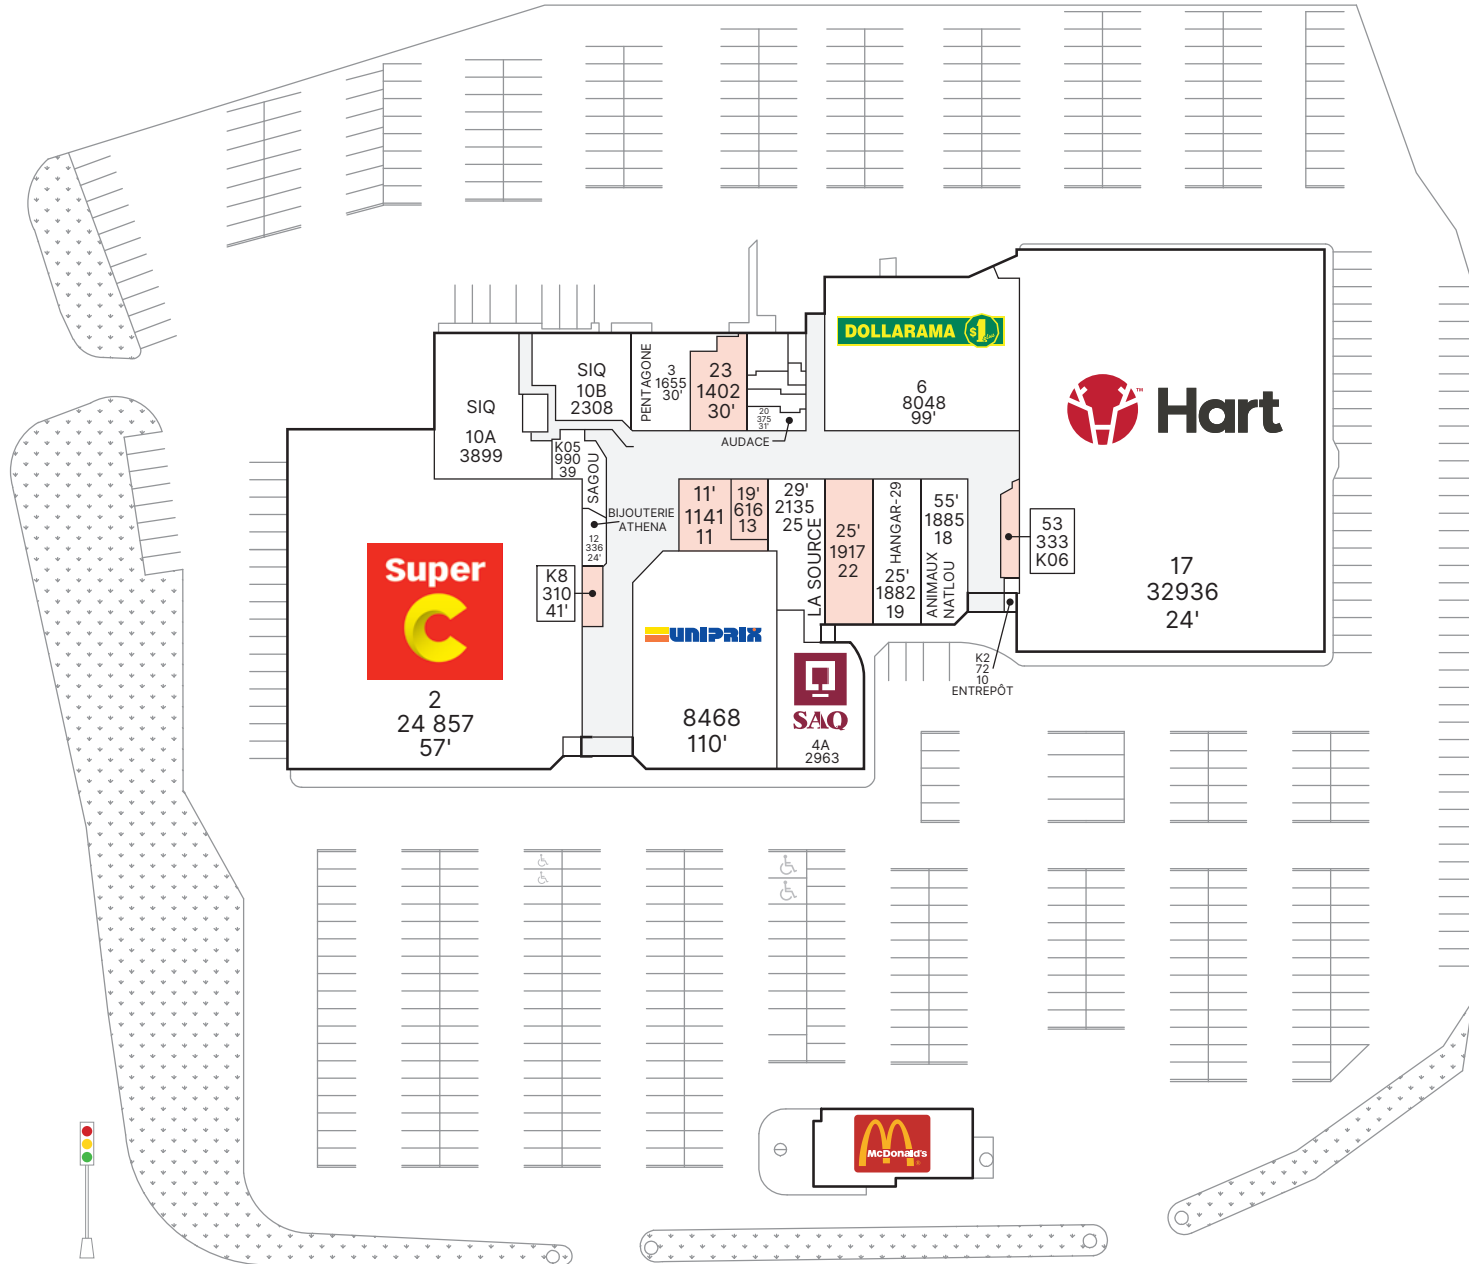 DOLLARAMA $1 plus
6
8048
99'
Hart™
17
32936
24'
SIQ
10A
3899
SIQ
10B
2308
PENTAGONE
3
1655
30'
23
1402
30'
20
375
31'
AUDACE
K05
990
39
SAGOU
BIJOUTERIE
ATHENA
12
336
24'
K8
310
41'
Super
C
2
24 857
57'
11'
1141
11
19'
616
13
29'
2135
25
LA SOURCE
25'
1917
22
HANGAR-29
25'
1882
19
55'
1885
18
ANIMAUX
NATLOU
53
333
K06
K2
72
10
ENTREPÔT
UNIPRIX
8468
110'
SAQ
4A
2963
McDonald's